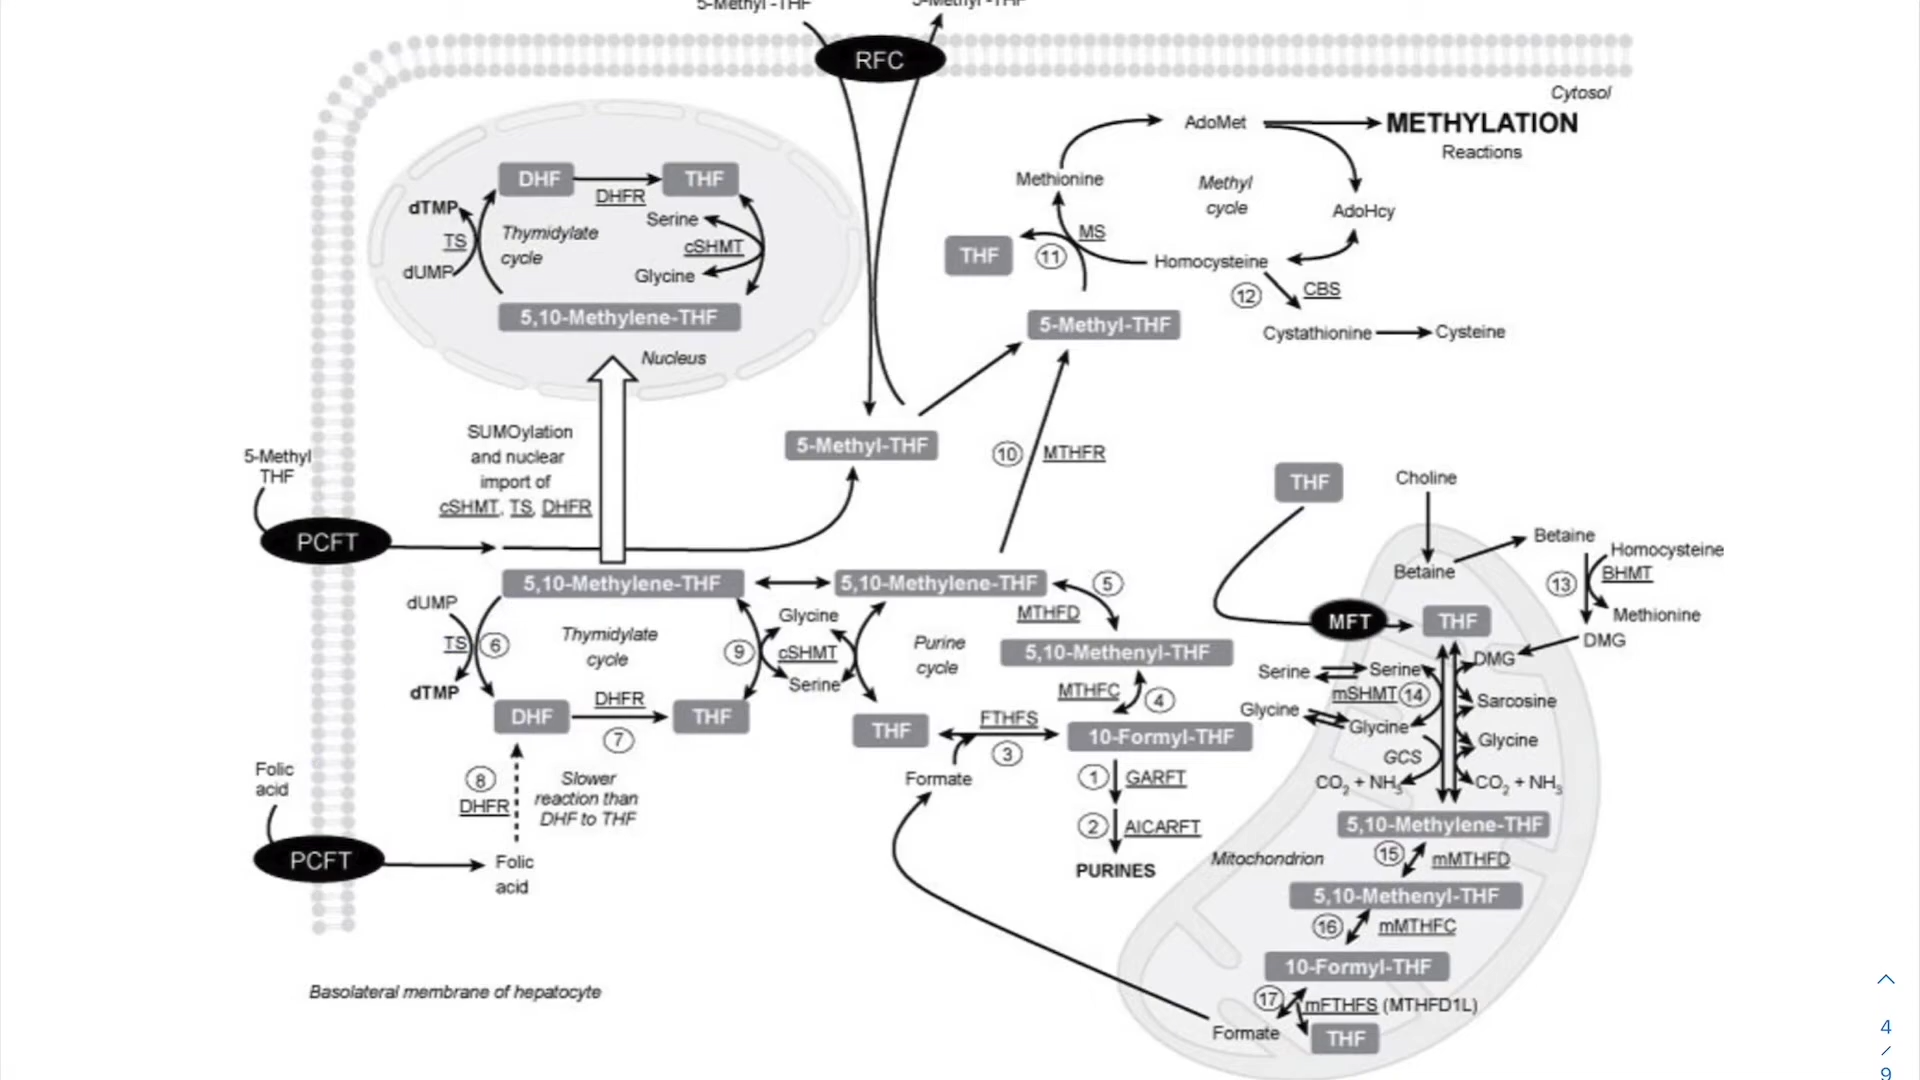 5-Methyl -THF
5-Methyl -THF
RFC
Cytosol
DHF
DHFR
THF
dTMP
TS
dUMP
Thymidylate
cycle
Serine
cSHMT
Glycine
5,10-Methylene-THF
Nucleus
AdoMet
METHYLATION
Reactions
Methionine
Methyl
cycle
AdoHcy
MS
THF
11
Homocysteine
12
CBS
5-Methyl-THF
Cystathionine
Cysteine
SUMOylation
and nuclear
import of
cSHMT, TS, DHFR
5-Methyl-THF
10
MTHFR
5-Methyl
THF
PCFT
5,10-Methylene-THF
5,10-Methylene-THF
5
MTHFD
dUMP
TS
6
dTMP
Thymidylate
cycle
9
Glycine
cSHMT
Serine
Purine
cycle
5,10-Methenyl-THF
MTHFC
4
DHF
DHFR
7
THF
THF
FTHFS
3
10-Formyl-THF
Formate
1
GARFT
2
AICARFT
PURINES
8
DHFR
Slower
reaction than
DHF to THF
Folic
acid
PCFT
Folic
acid
THF
Choline
Betaine
Betaine
Homocysteine
13
BHMT
Methionine
DMG
MFT
THF
DMG
Serine
Serine
mSHMT
14
Sarcosine
Glycine
Glycine
Glycine
GCS
CO2 + NH3
CO2 + NH3
5,10-Methylene-THF
Mitochondrion
15
mMTHFD
5,10-Methenyl-THF
16
mMTHFC
10-Formyl-THF
17
mFTHFS (MTHFD1L)
Formate
THF
Basolateral membrane of hepatocyte
4
/
9